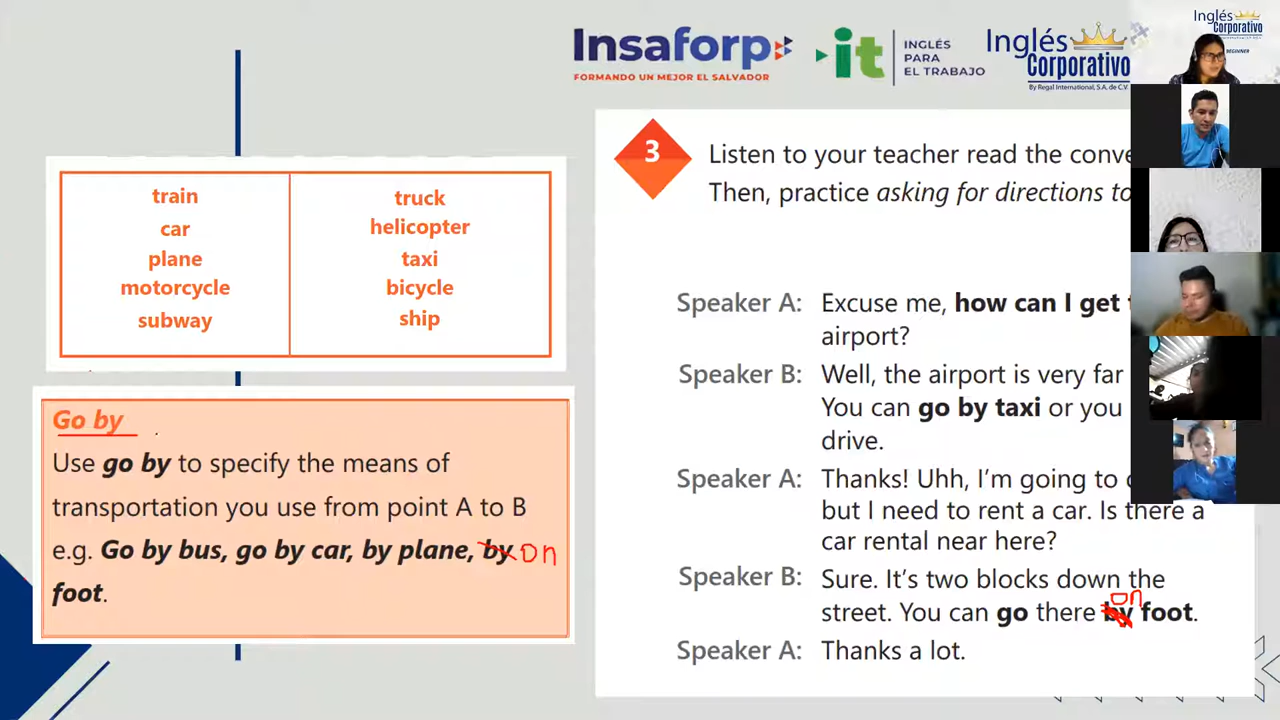 Insaforp
FORMANDO UN MEJOR EL SALVADOR
it
INGLÉS
PARA
EL TRABAJO
Inglés
Corporativo
By Regal International, S.A. de C.V.
Inglés
Corporativo
BEGINNER
train
car
plane
motorcycle
subway
truck
helicopter
taxi
bicycle
ship
Go by
Use go by to specify the means of
transportation you use from point A to B
e.g. Go by bus, go by car, by plane, by on
foot.
3
Listen to your teacher read the conve
Then, practice asking for directions to
Speaker A: Excuse me, how can I get
airport?
Speaker B: Well, the airport is very far
You can go by taxi or you
drive.
Speaker A: Thanks! Uhh, I'm going to
but I need to rent a car. Is there a
car rental near here?
Speaker B: Sure. It's two blocks down the
on
street. You can go there by foot.
Speaker A: Thanks a lot.